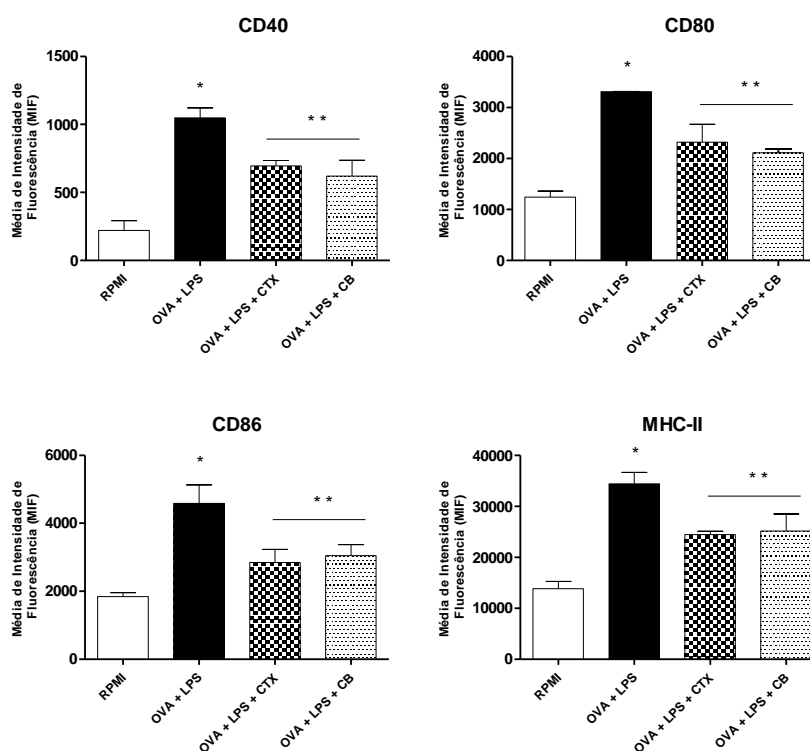 CD40
Média de Intensidade de
Fluorescência (MIF)
1500
1000
500
0
*
* *
RPMI
OVA + LPS
OVA + LPS + CTX
OVA + LPS + CB
CD80
Média de Intensidade de
Fluorescência (MIF)
4000
3000
2000
1000
0
*
* *
RPMI
OVA + LPS
OVA + LPS + CTX
OVA + LPS + CB
CD86
Média de Intensidade de
Fluorescência (MIF)
6000
4000
2000
0
*
* *
RPMI
OVA + LPS
OVA + LPS + CTX
OVA + LPS + CB
MHC-II
Média de Intensidade de
Fluorescência (MIF)
40000
30000
20000
10000
0
*
* *
RPMI
OVA + LPS
OVA + LPS + CTX
OVA + LPS + CB